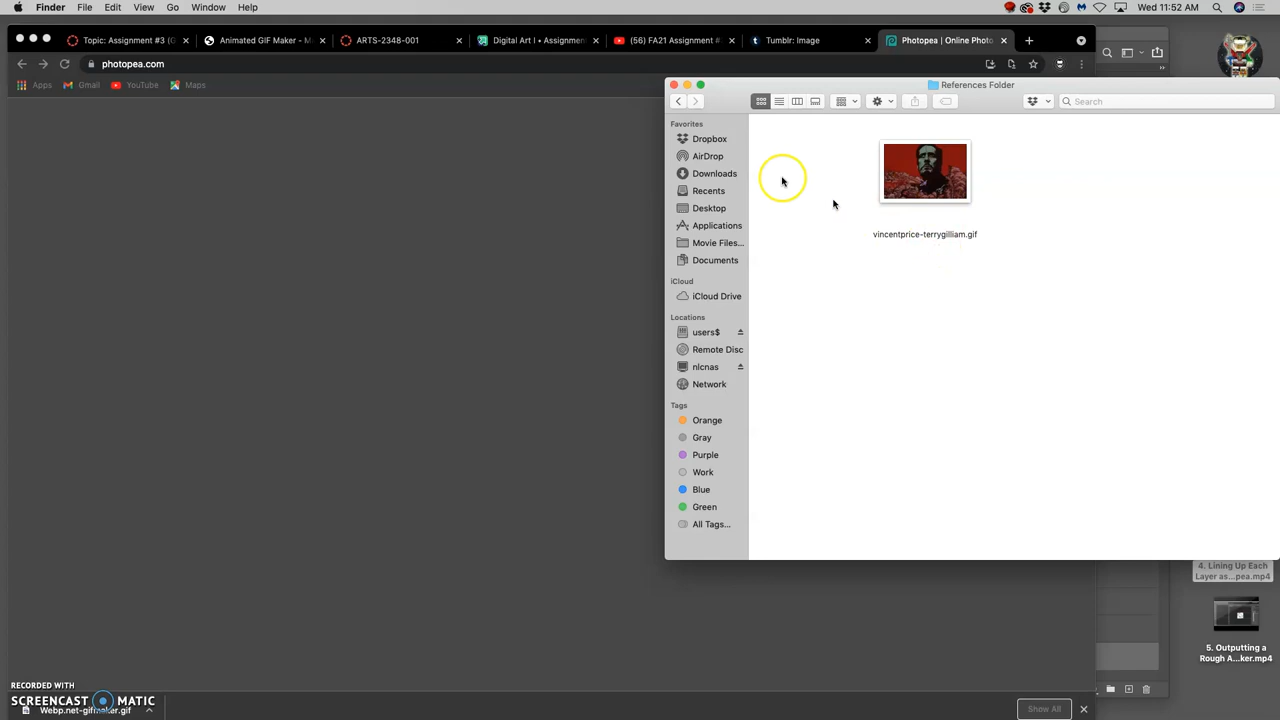 Finder File Edit View Go Window Help Wed 11:52 AM
Topic: Assignment #3 (G Animated GIF Maker - M ARTS-2348-001 Digital Art I • Assignmen (56) FA21 Assignment # Tumblr: Image Photopea | Online Photo
photopea.com
Apps Gmail YouTube Maps
References Folder
Search
Favorites
Dropbox
AirDrop
Downloads
Recents
Desktop
Applications
Movie Files...
Documents
iCloud
iCloud Drive
Locations
users$
Remote Disc
nlcnas
Network
Tags
Orange
Gray
Purple
Work
Blue
Green
All Tags...
vincentprice-terrygilliam.gif
4. Lining Up Each
Layer as...pea.mp4
5. Outputting a
Rough A...ker.mp4
RECORDED WITH
SCREENCAST MATIC
Webp.net-gifmaker.gif
Show All